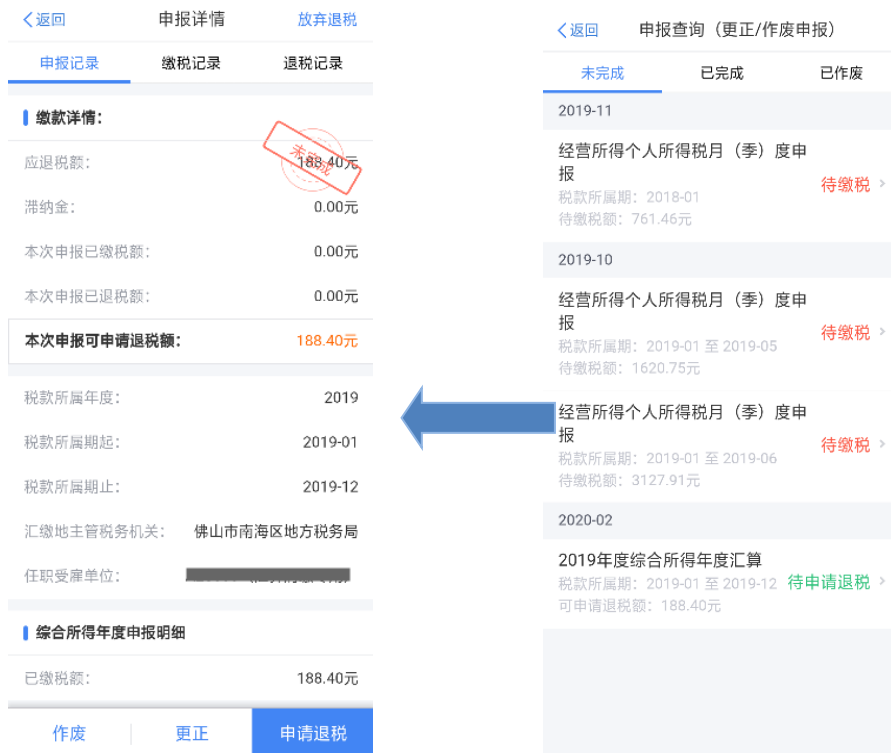 返回
申报详情
放弃退税
申报记录
缴税记录
退税记录
缴款详情：
应退税额：
188.40元
未完成
滞纳金：
0.00元
本次申报已缴税额：
0.00元
本次申报已退税额：
0.00元
本次申报可申请退税额：
188.40元
税款所属年度：
2019
税款所属期起：
2019-01
税款所属期止：
2019-12
汇缴地主管税务机关：
佛山市南海区地方税务局
任职受雇单位：
综合所得年度申报明细
已缴税额：
188.40元
作废
更正
申请退税
返回
申报查询（更正/作废申报）
未完成
已完成
已作废
2019-11
经营所得个人所得税月（季）度申
报
税款所属期：2018-01
待缴税额：761.46元
待缴税
2019-10
经营所得个人所得税月（季）度申
报
税款所属期：2019-01 至 2019-05
待缴税额：1620.75元
待缴税
经营所得个人所得税月（季）度申
报
税款所属期：2019-01 至 2019-06
待缴税额：3127.91元
待缴税
2020-02
2019年度综合所得年度汇算
税款所属期：2019-01 至 2019-12
可申请退税额：188.40元
待申请退税